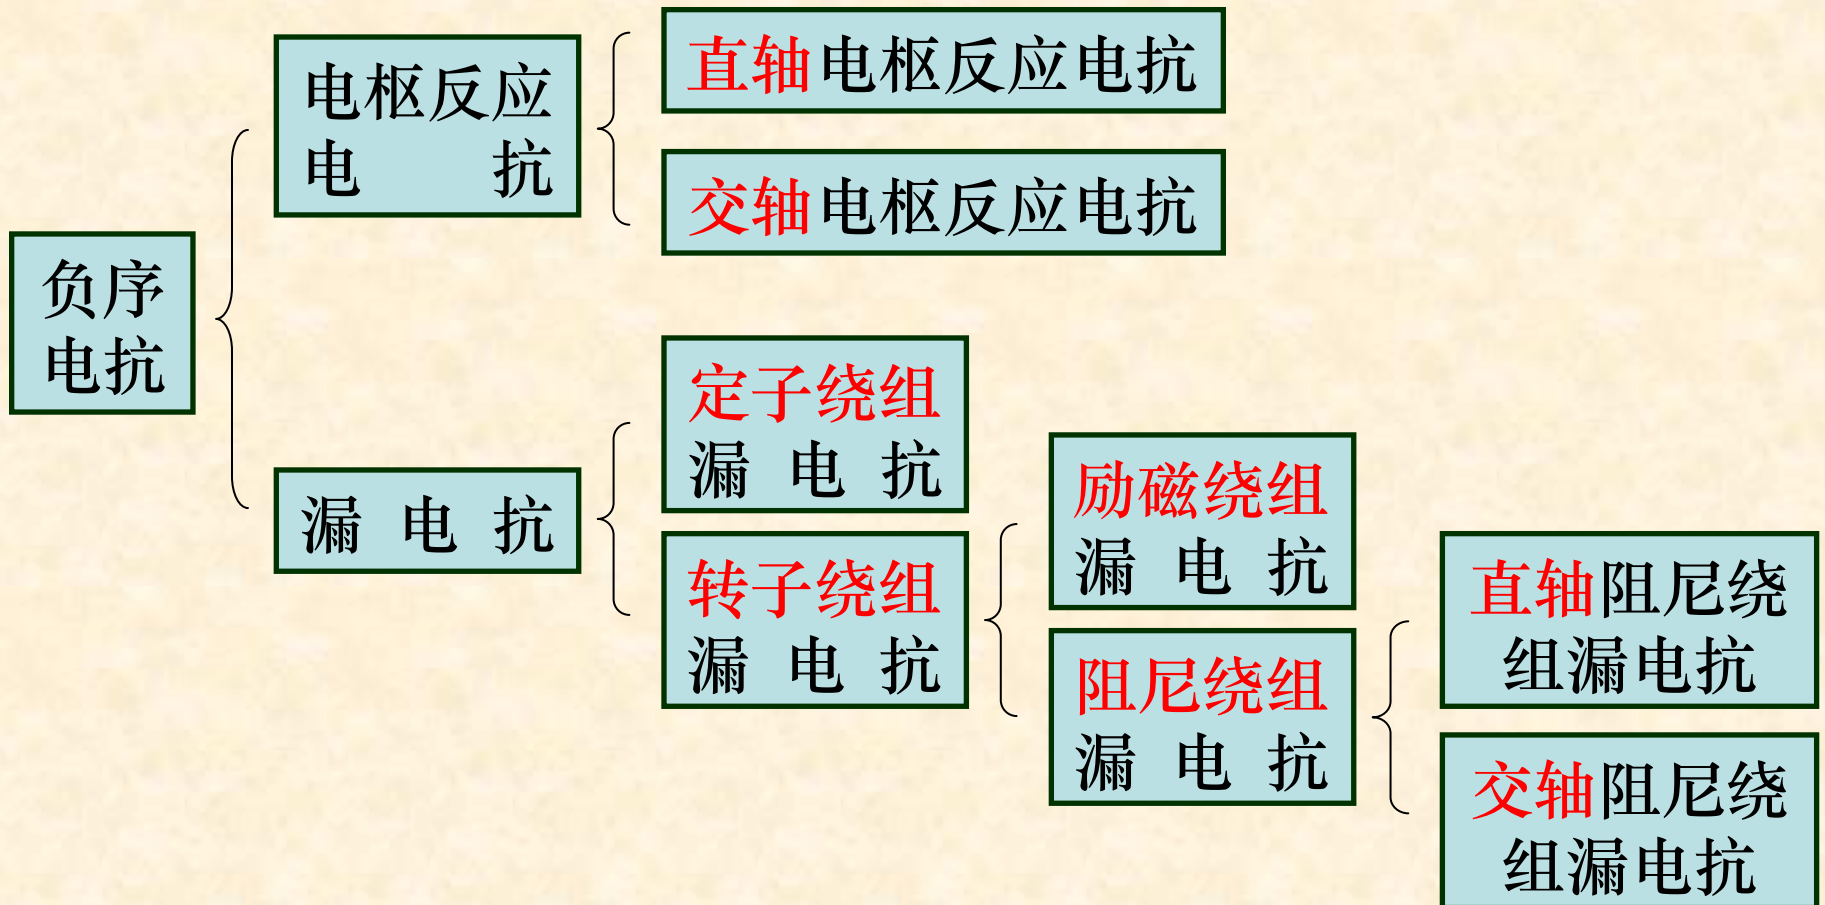 负序
电抗
电枢反应
电 抗
直轴电枢反应电抗
交轴电枢反应电抗
漏 电 抗
定子绕组
漏 电 抗
转子绕组
漏 电 抗
励磁绕组
漏 电 抗
阻尼绕组
漏 电 抗
直轴阻尼绕
组漏电抗
交轴阻尼绕
组漏电抗